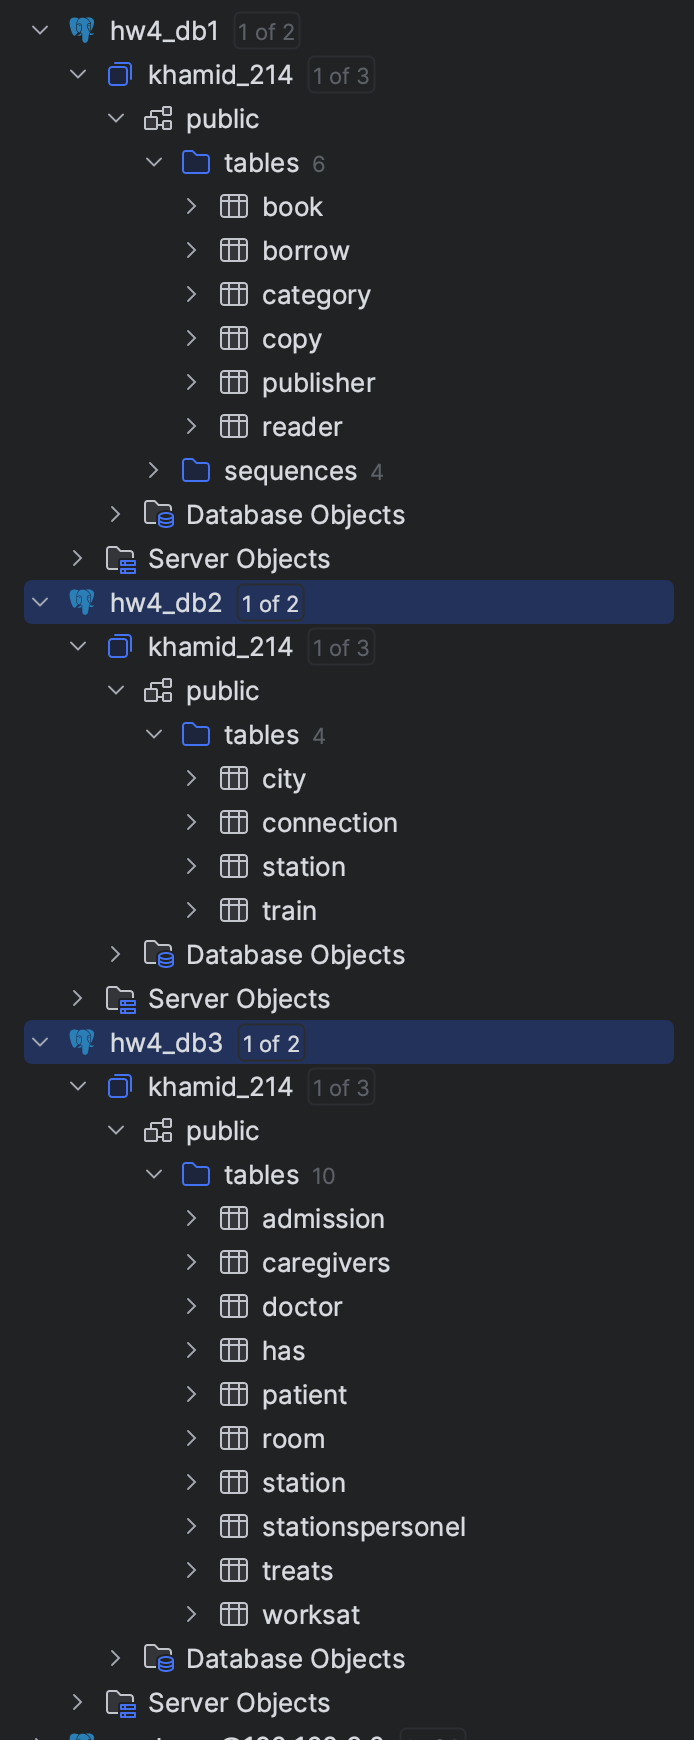 hw4_db1 1 of 2
khamid_214 1 of 3
public
tables 6
book
borrow
category
copy
publisher
reader
sequences 4
Database Objects
Server Objects
hw4_db2 1 of 2
khamid_214 1 of 3
public
tables 4
city
connection
station
train
Database Objects
Server Objects
hw4_db3 1 of 2
khamid_214 1 of 3
public
tables 10
admission
caregivers
doctor
has
patient
room
station
stationspersonel
treats
worksat
Database Objects
Server Objects